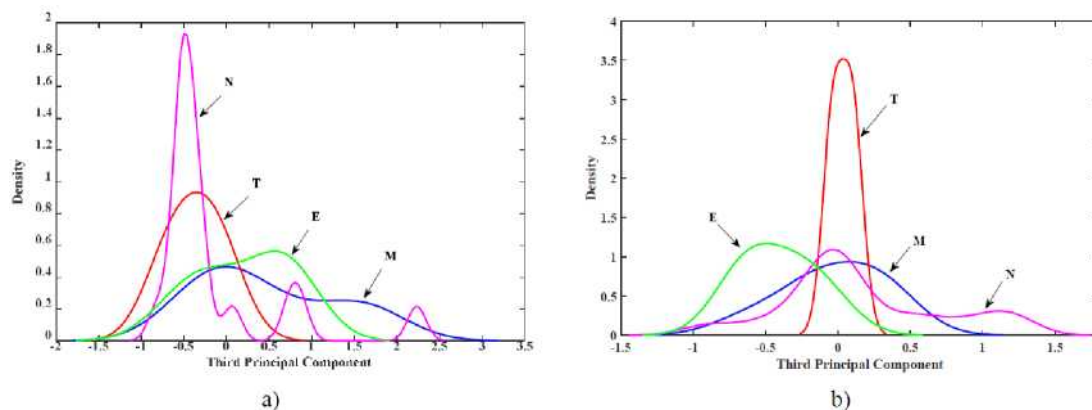 2
1.8
1.6
1.4
1.2
1
0.8
0.6
0.4
0.2
0
Density
N
T
E
M
-2 -1.5 -1 -0.5 0 0.5 1 1.5 2 2.5 3 3.5
Third Principal Component
a)
4
3.5
3
2.5
2
1.5
1
0.5
0
Density
T
E
M
N
-1.5 -1 -0.5 0 0.5 1 1.5
Third Principal Component
b)